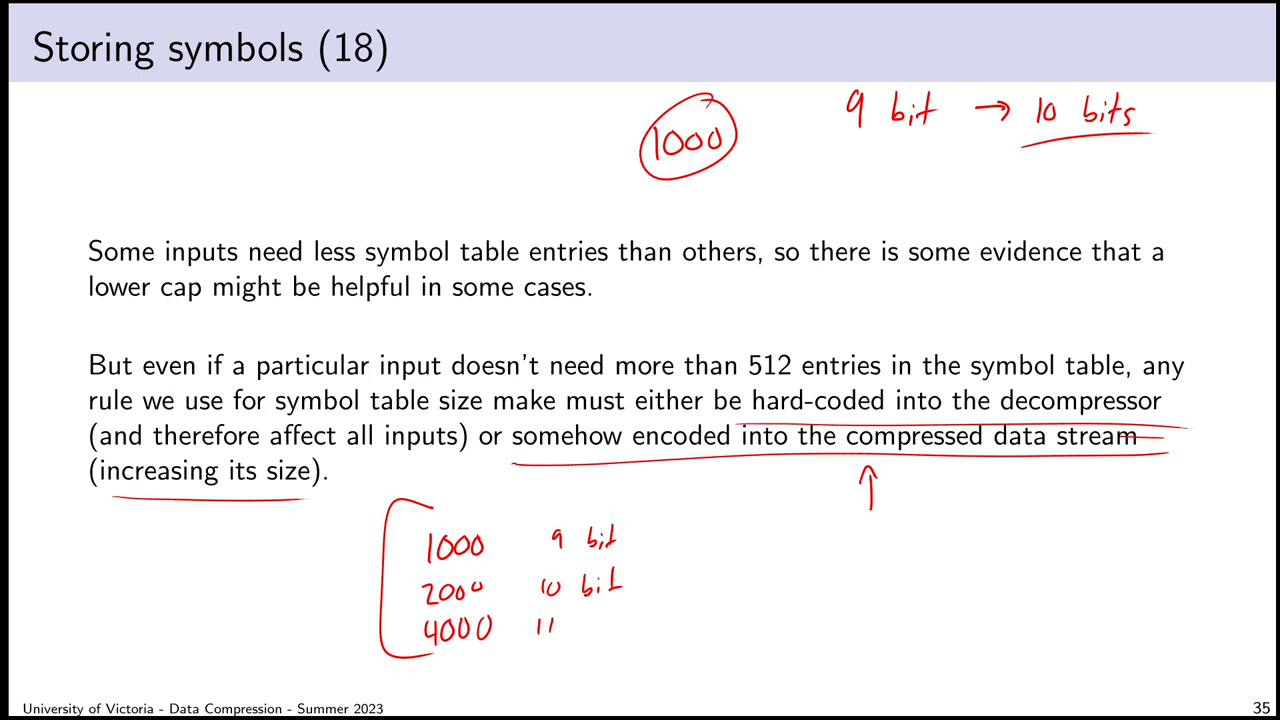 Storing symbols (18)
9 bit → 10 bits
1000
Some inputs need less symbol table entries than others, so there is some evidence that a
lower cap might be helpful in some cases.
But even if a particular input doesn't need more than 512 entries in the symbol table, any
rule we use for symbol table size make must either be hard-coded into the decompressor
(and therefore affect all inputs) or somehow encoded into the compressed data stream
(increasing its size).
1000 9 bit
2000 10 bit
4000 11
University of Victoria - Data Compression - Summer 2023
35